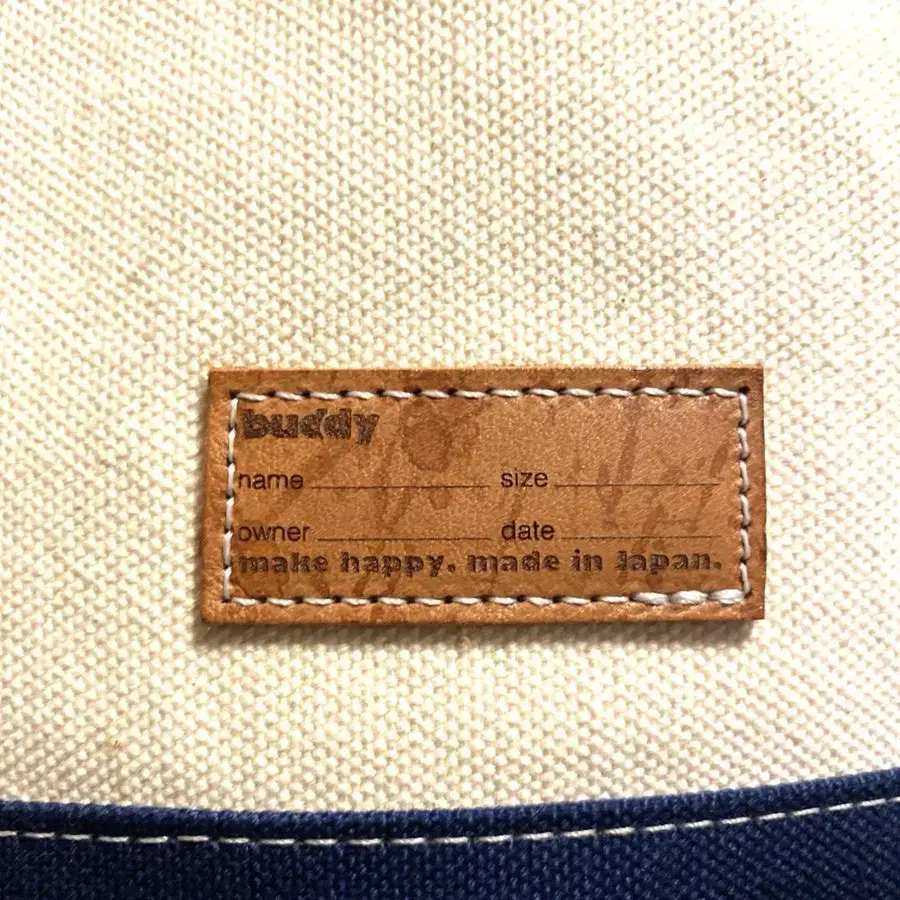 buddy
name size
owner date
make happy. made in Japan.